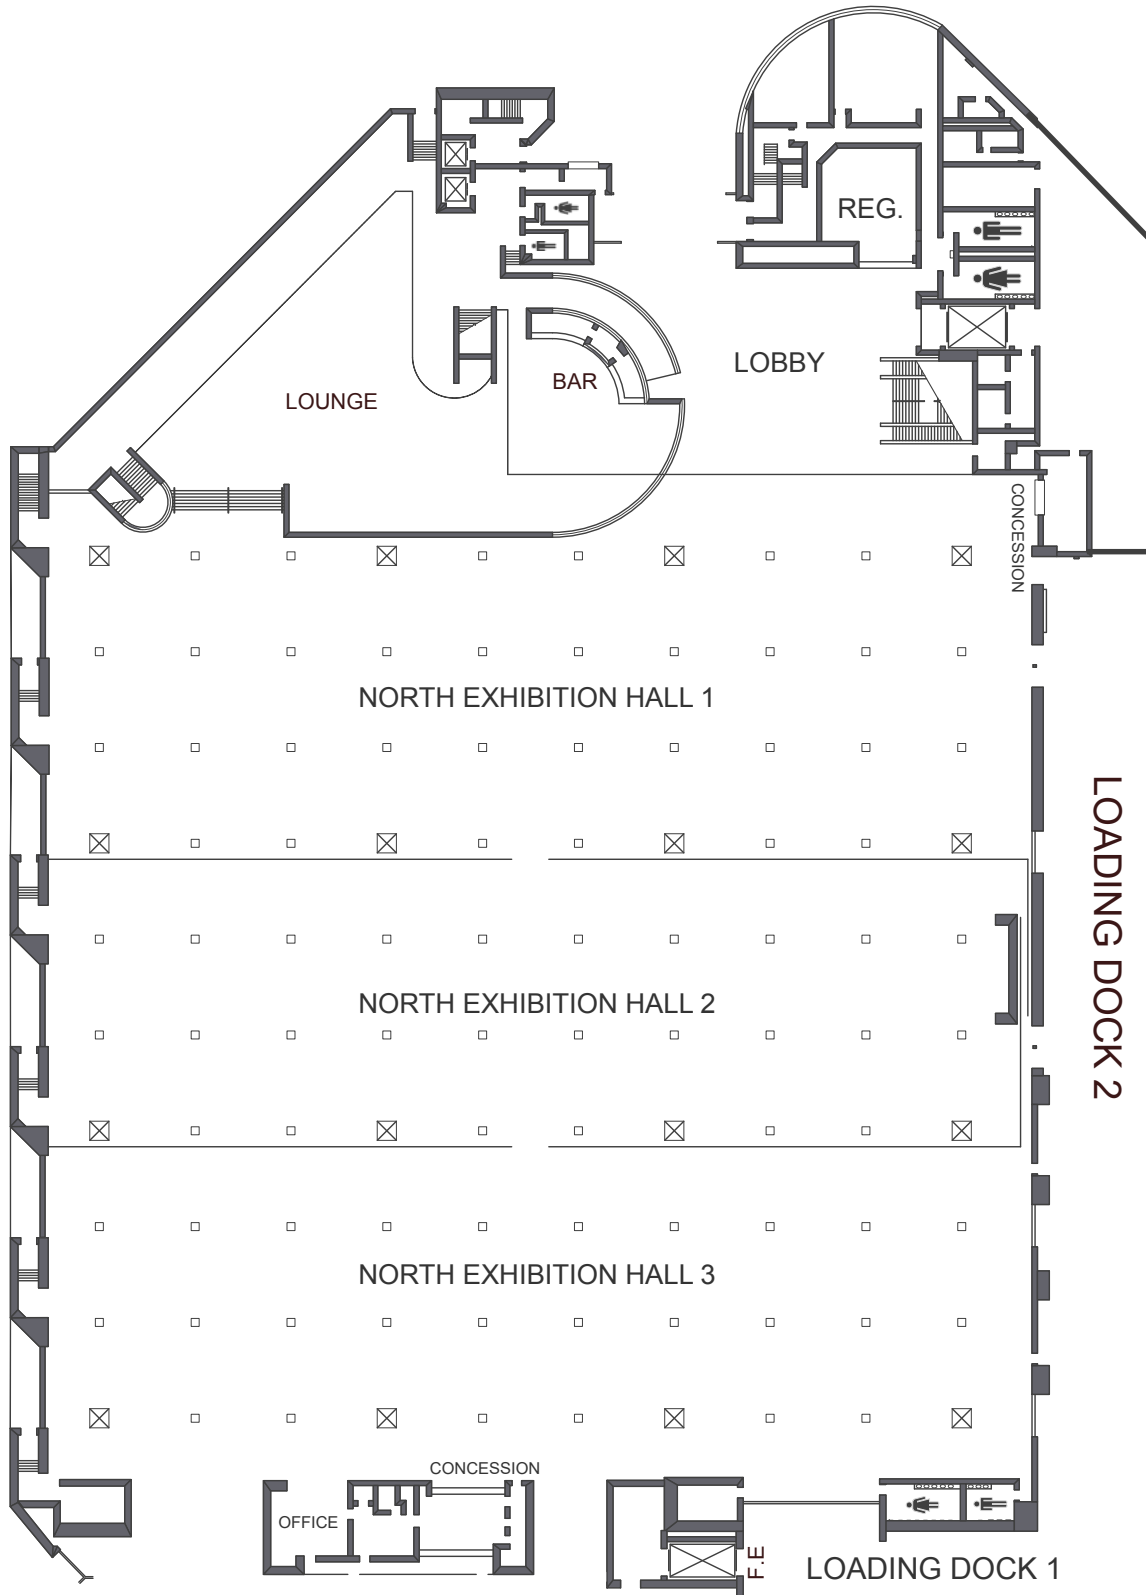 REG.
LOBBY
BAR
LOUNGE
CONCESSION
NORTH EXHIBITION HALL 1
LOADING DOCK 2
NORTH EXHIBITION HALL 2
NORTH EXHIBITION HALL 3
CONCESSION
OFFICE
F.E
LOADING DOCK 1